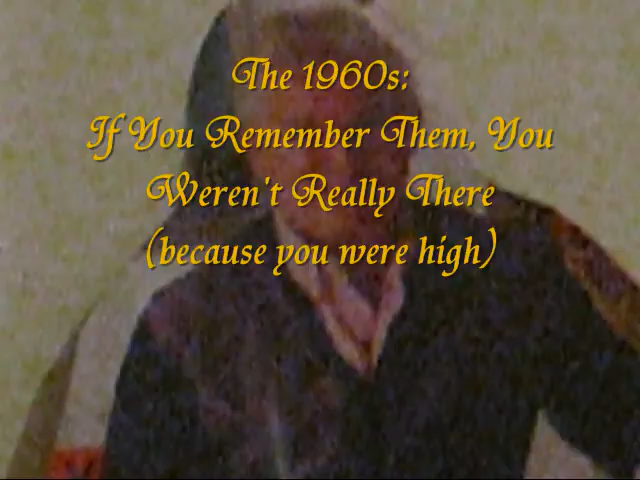 The 1960s:
If You Remember Them, You
Weren't Really There
(because you were high)